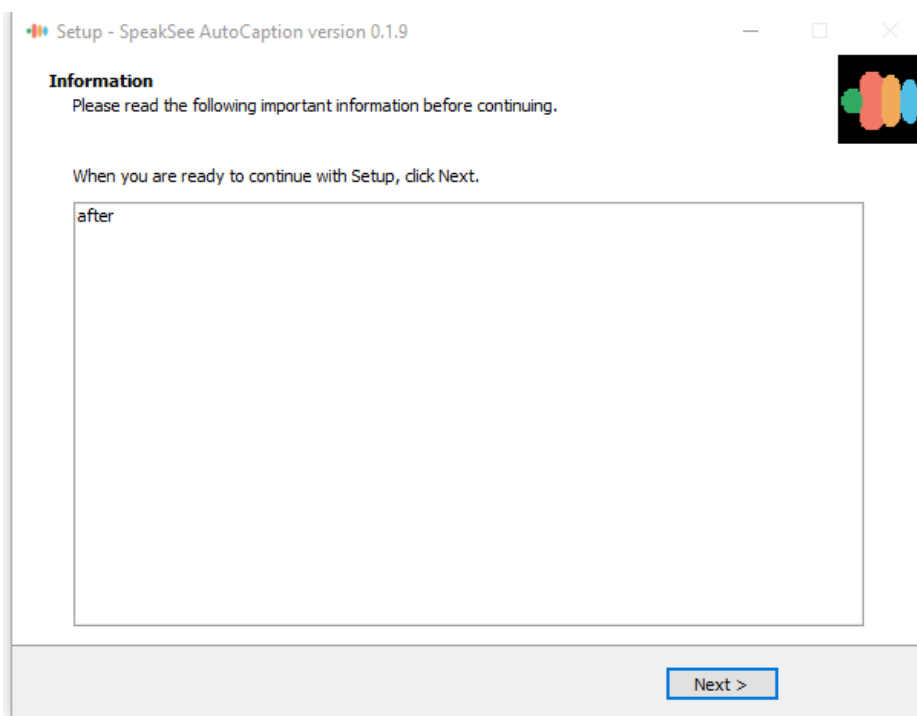 Setup - SpeakSee AutoCaption version 0.1.9
Information
Please read the following important information before continuing.
When you are ready to continue with Setup, click Next.
after
Next >